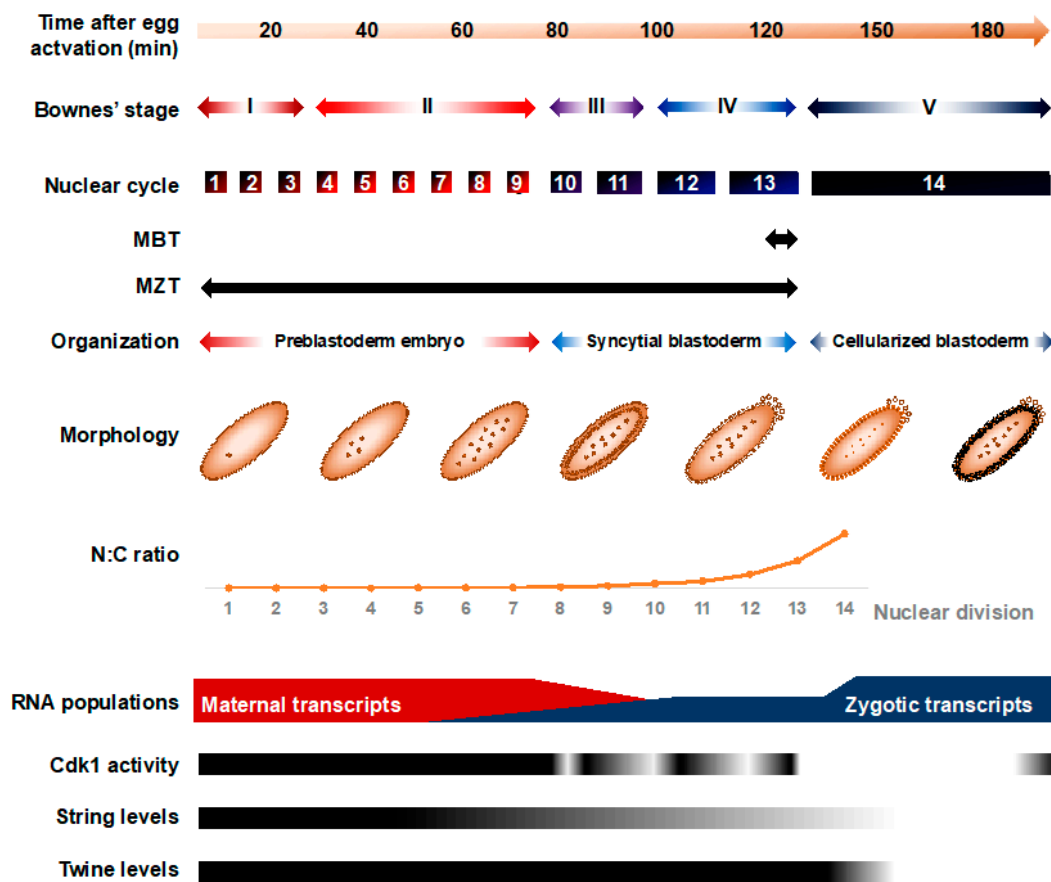 Time after egg
actvation (min)
20 40 60 80 100 120 150 180
Bownes' stage
I II III IV V
Nuclear cycle
1 2 3 4 5 6 7 8 9 10 11 12 13 14
MBT
MZT
Organization
Preblastoderm embryo Syncytial blastoderm Cellularized blastoderm
Morphology
N:C ratio
1 2 3 4 5 6 7 8 9 10 11 12 13 14 Nuclear division
RNA populations
Maternal transcripts Zygotic transcripts
Cdk1 activity
String levels
Twine levels